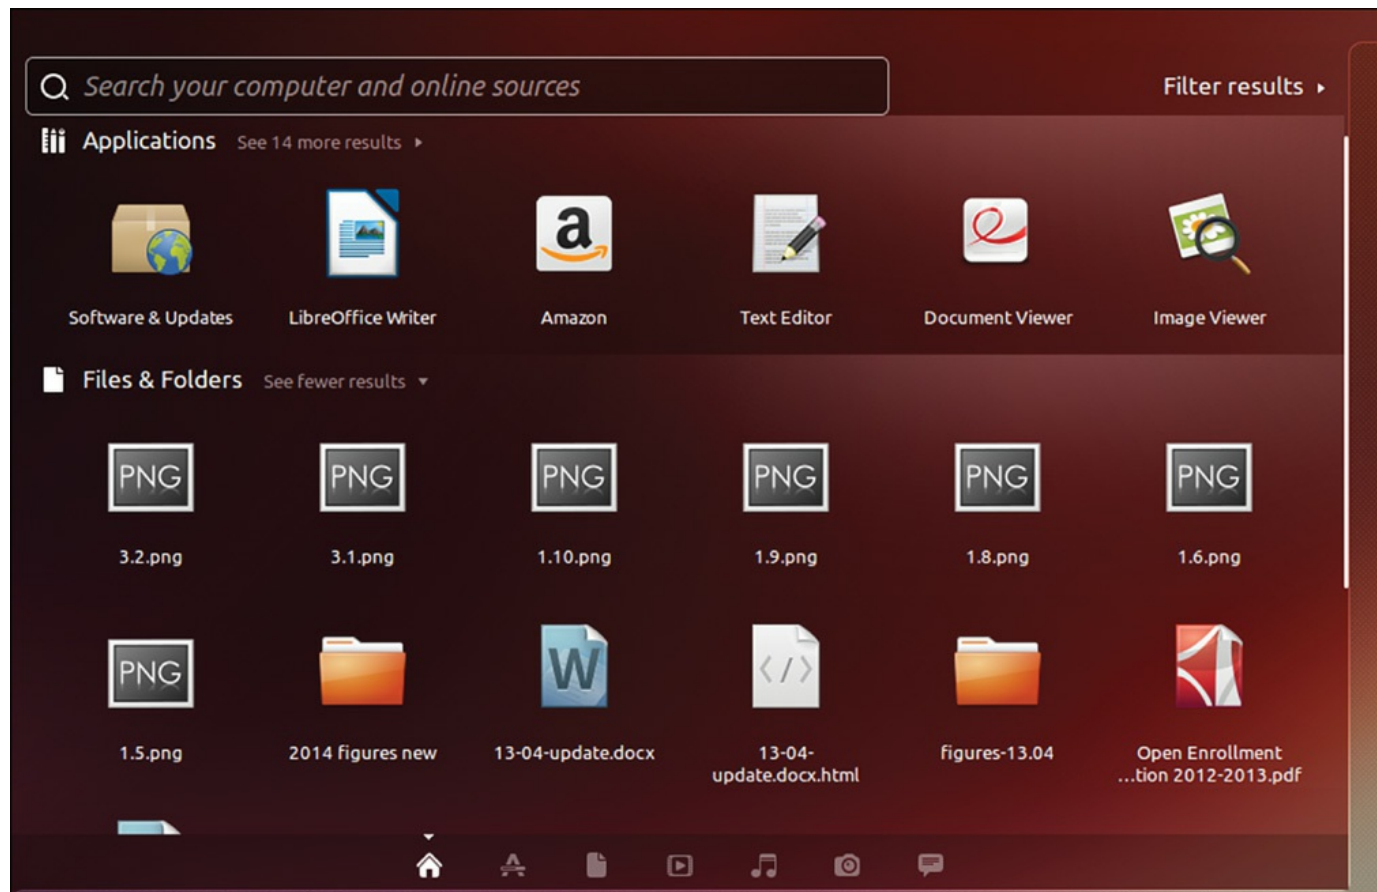 Search your computer and online sources
Filter results
Applications See 14 more results
Software & Updates LibreOffice Writer Amazon Text Editor Document Viewer Image Viewer
Files & Folders See fewer results
PNG PNG PNG PNG PNG PNG
3.2.png 3.1.png 1.10.png 1.9.png 1.8.png 1.6.png
PNG W </>
1.5.png 2014 figures new 13-04-update.docx 13-04- figures-13.04 Open Enrollment
update.docx.html ...tion 2012-2013.pdf